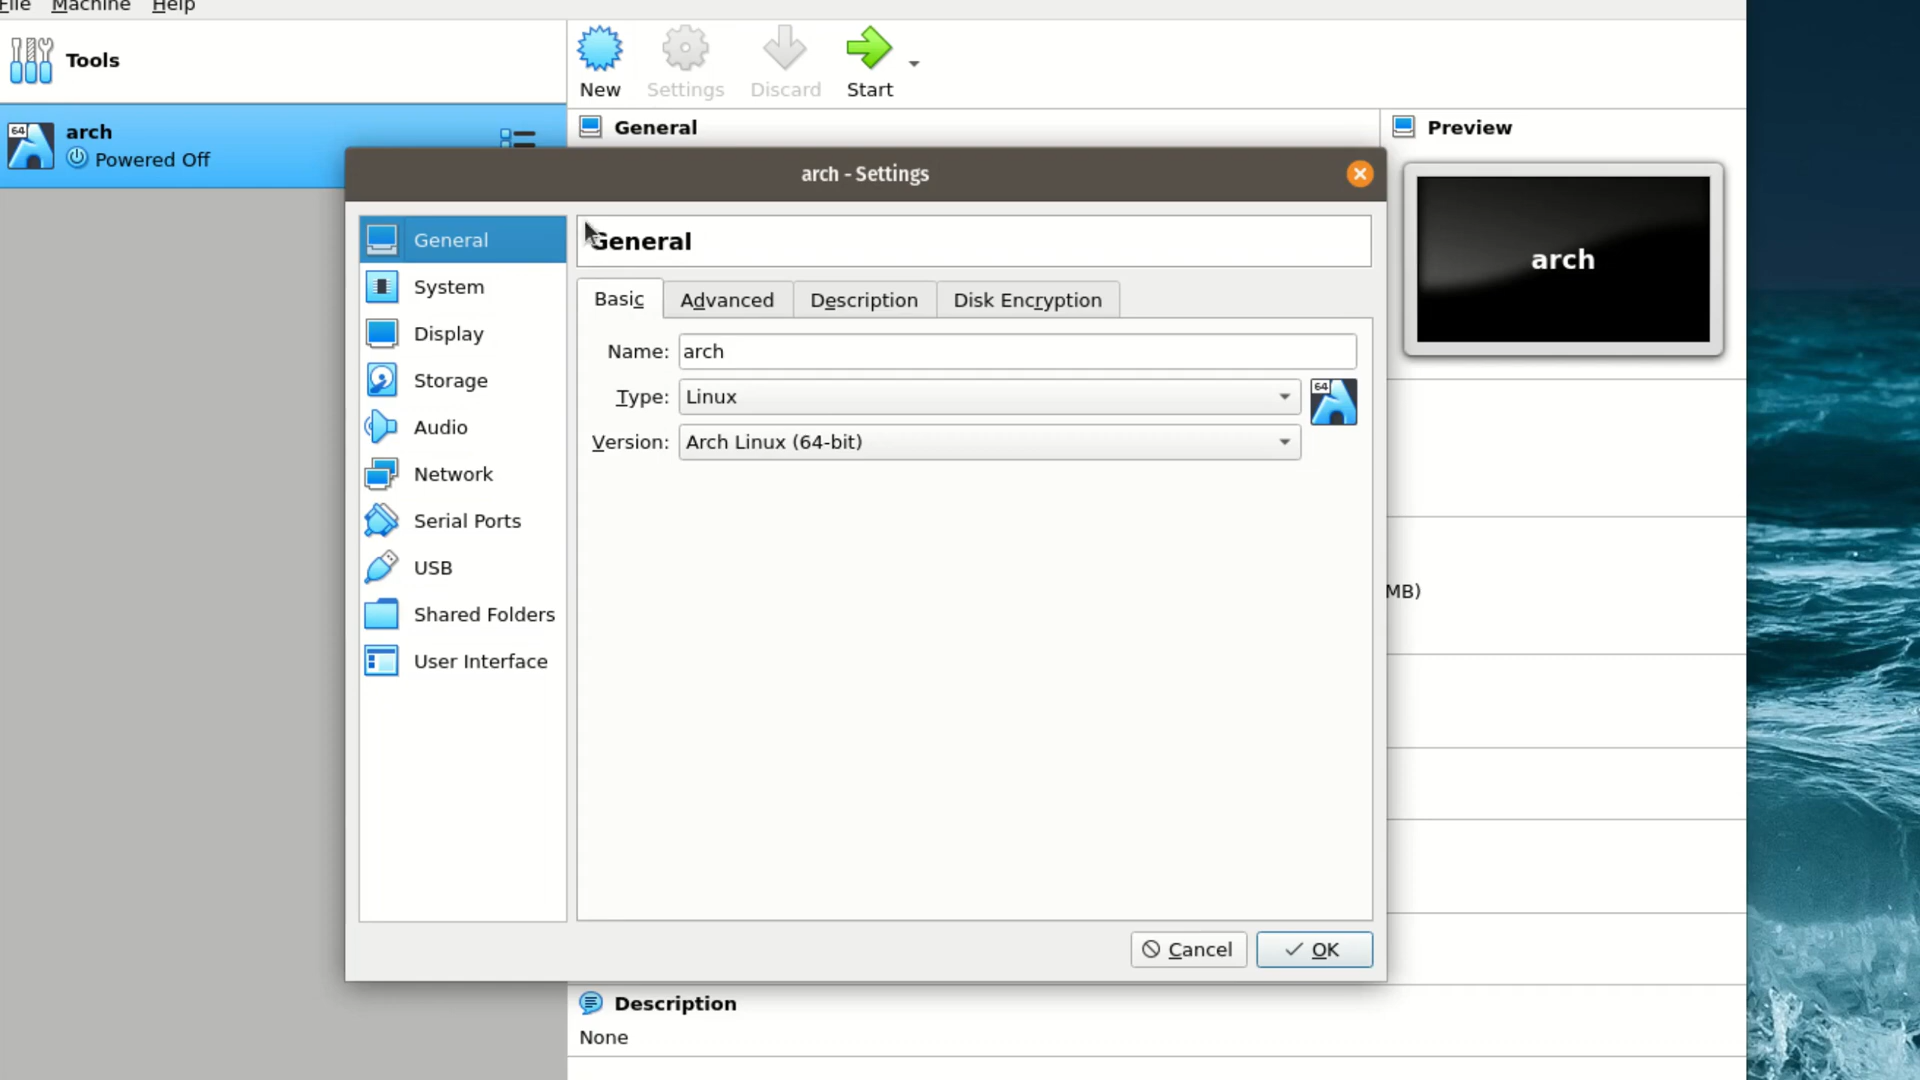 File Machine Help
Tools
New Settings Discard Start
64
arch
Powered Off
General
Preview
arch
arch - Settings
General
System
Display
Storage
Audio
Network
Serial Ports
USB
Shared Folders
User Interface
General
Basic Advanced Description Disk Encryption
Name: arch
Type: Linux
64
Version: Arch Linux (64-bit)
MB)
Cancel OK
Description
None